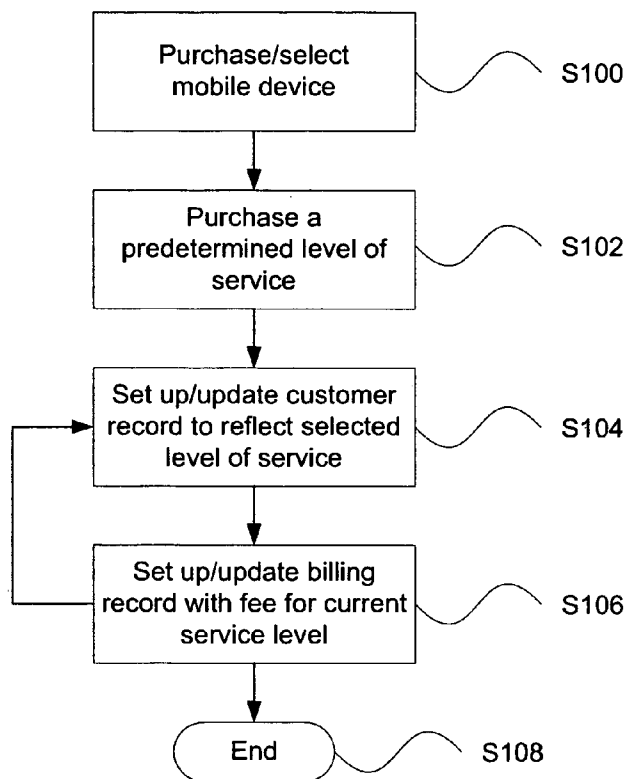 Purchase/select
mobile device
S100
Purchase a
predetermined level of
service
S102
Set up/update customer
record to reflect selected
level of service
S104
Set up/update billing
record with fee for current
service level
S106
End
S108